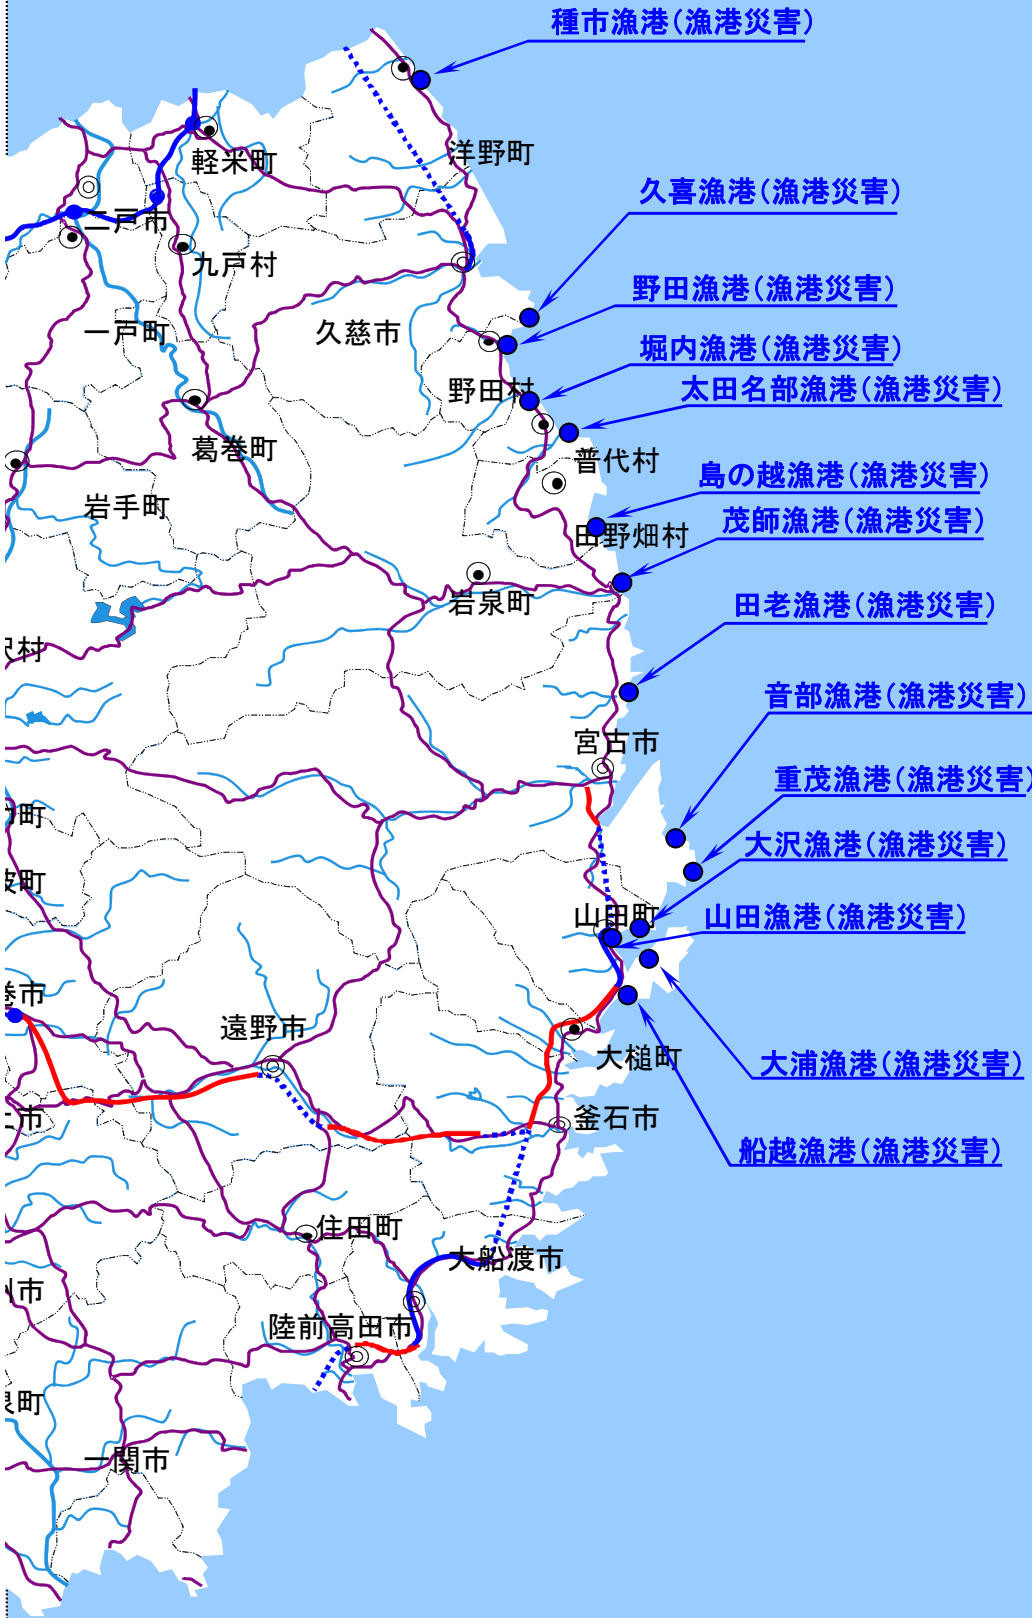 種市漁港(漁港災害)
洋野町
軽米町
久喜漁港(漁港災害)
二戸市
九戸村
野田漁港(漁港災害)
一戸町
久慈市
堀内漁港(漁港災害)
野田村
太田名部漁港(漁港災害)
葛巻町
普代村
島の越漁港(漁港災害)
岩手町
茂師漁港(漁港災害)
田野畑村
岩泉町
田老漁港(漁港災害)
村
音部漁港(漁港災害)
宮古市
重茂漁港(漁港災害)
町
大沢漁港(漁港災害)
町
山田町
山田漁港(漁港災害)
巻市
遠野市
大槌町
大浦漁港(漁港災害)
市
釜石市
船越漁港(漁港災害)
住田町
大船渡市
市
陸前高田市
町
一関市